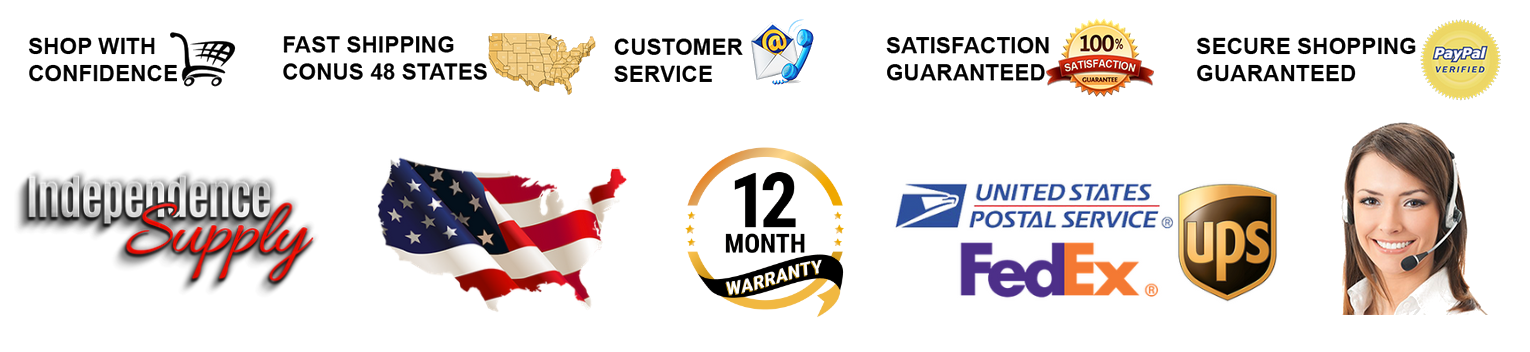 SHOP WITH
CONFIDENCE
FAST SHIPPING
CONUS 48 STATES
CUSTOMER
SERVICE
@
SATISFACTION
GUARANTEED
100%
SATISFACTION
GUARANTEE
SECURE SHOPPING
GUARANTEED
PayPal
VERIFIED
Independence
Supply
12
MONTH
WARRANTY
UNITED STATES
POSTAL SERVICE®
FedEx®
ups